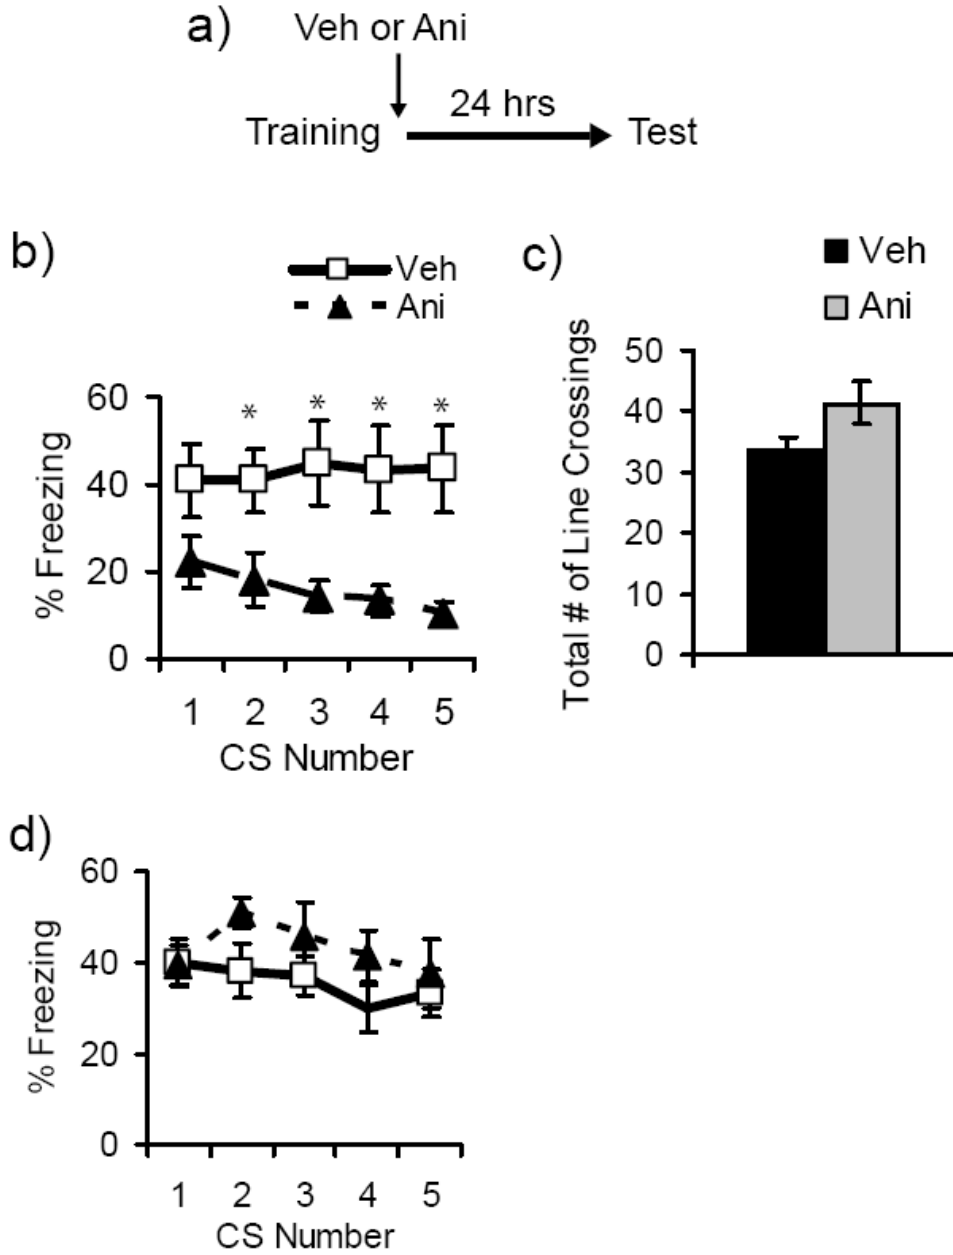 a) Veh or Ani
24 hrs
Training Test
b)
Veh
Ani
% Freezing
60
40
20
0
* * * *
1 2 3 4 5
CS Number
c)
Veh
Ani
Total # of Line Crossings
50
40
30
20
10
0
d)
% Freezing
60
40
20
0
1 2 3 4 5
CS Number